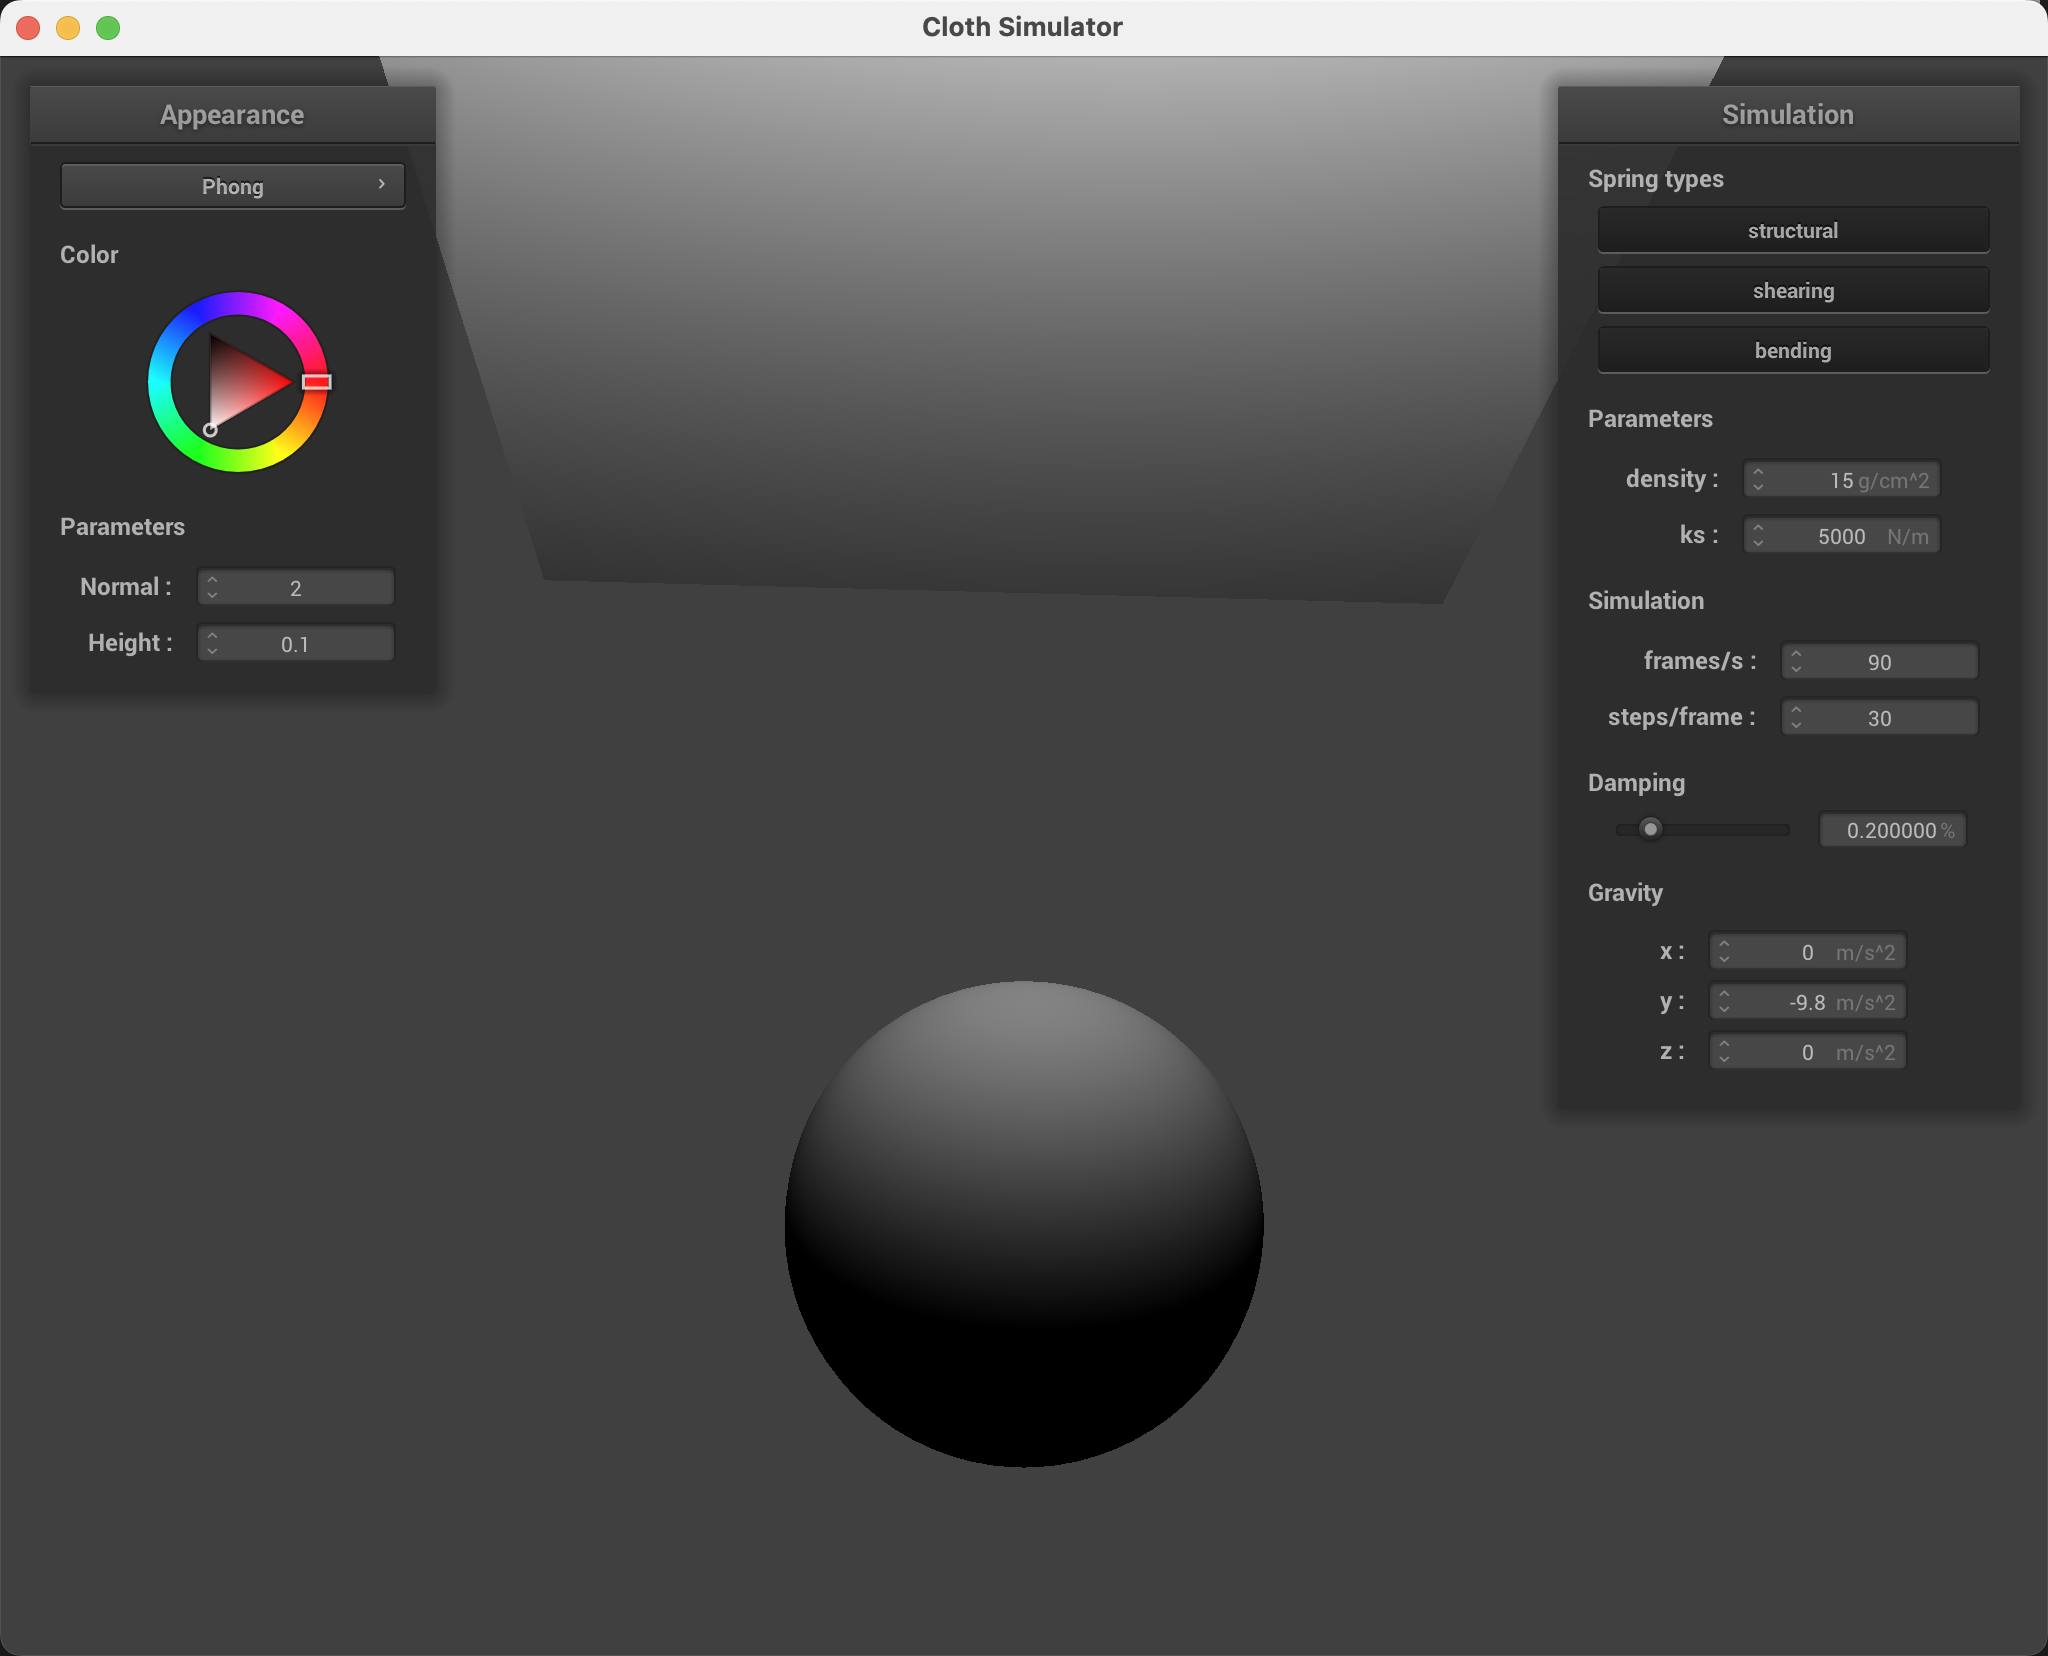 Cloth Simulator
Appearance
Phong
Color
Parameters
Normal : 2
Height : 0.1
Simulation
Spring types
structural
shearing
bending
Parameters
density : 15 g/cm^2
ks : 5000 N/m
Simulation
frames/s : 90
steps/frame : 30
Damping
0.200000 %
Gravity
x : 0 m/s^2
y : -9.8 m/s^2
z : 0 m/s^2